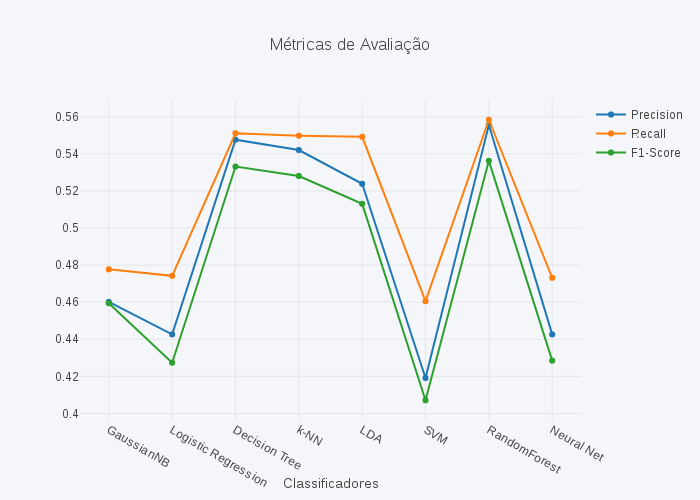 Métricas de Avaliação
Precision
Recall
F1-Score
0.56
0.54
0.52
0.5
0.48
0.46
0.44
0.42
0.4
GaussianNB
Logistic Regression
Decision Tree
k-NN
LDA
SVM
RandomForest
Neural Net
Classificadores